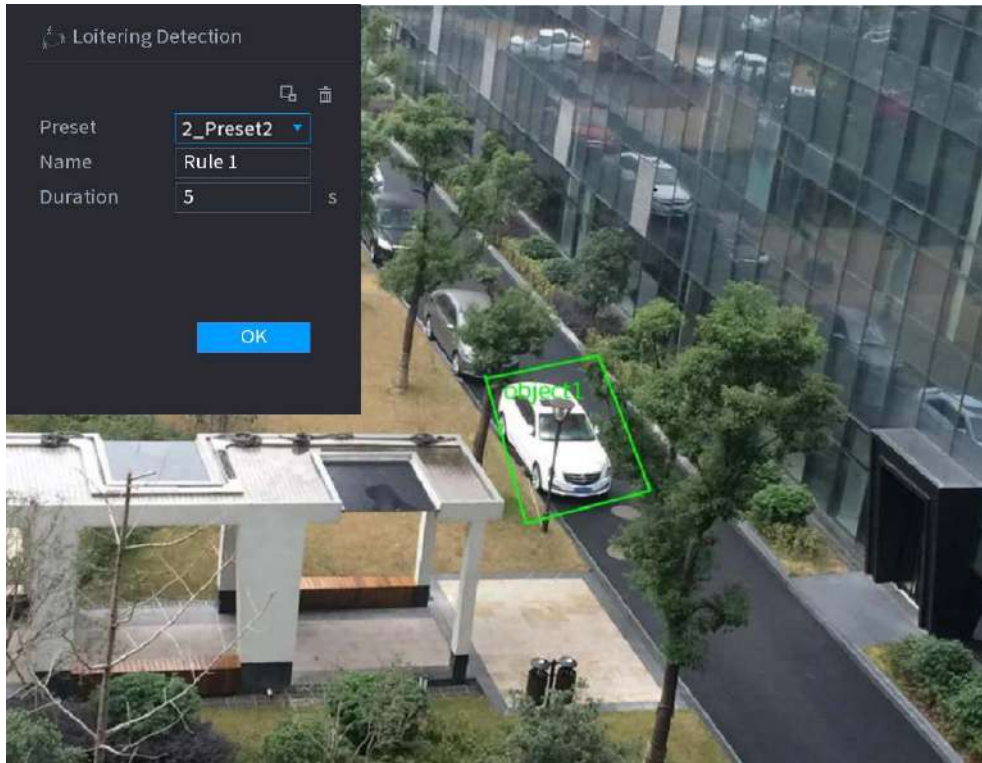 Loitering Detection
Preset 2_Preset2
Name Rule 1
Duration 5 s
OK
object1